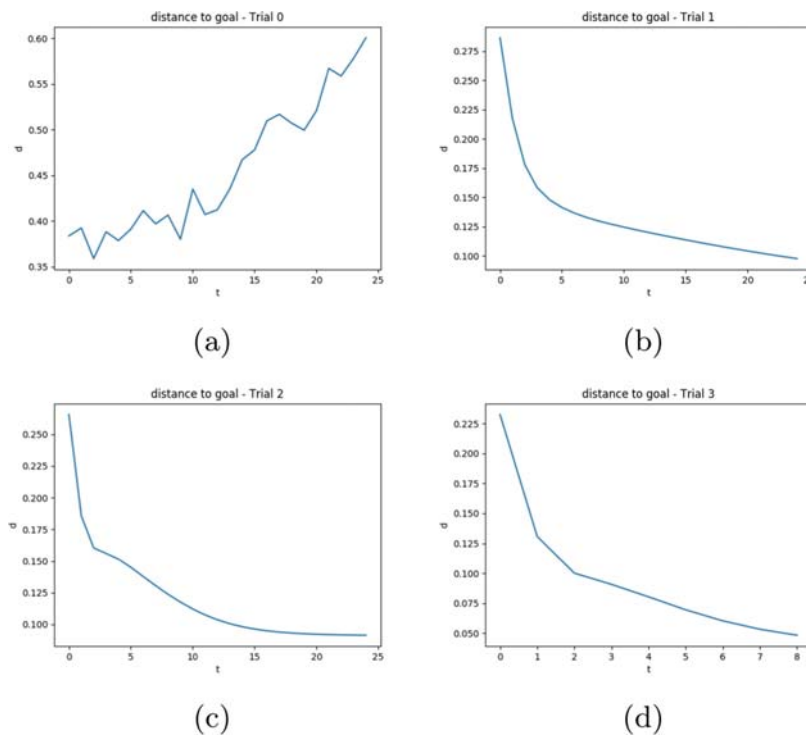 distance to goal - Trial 0
0.60
0.55
0.50
0.45
0.40
0.35
d
0 5 10 15 20 25
t
(a)
distance to goal - Trial 1
0.275
0.250
0.225
0.200
0.175
0.150
0.125
0.100
d
0 5 10 15 20
t
(b)
distance to goal - Trial 2
0.250
0.225
0.200
0.175
0.150
0.125
0.100
d
0 5 10 15 20 25
t
(c)
distance to goal - Trial 3
0.225
0.200
0.175
0.150
0.125
0.100
0.075
0.050
d
0 1 2 3 4 5 6 7 8
t
(d)